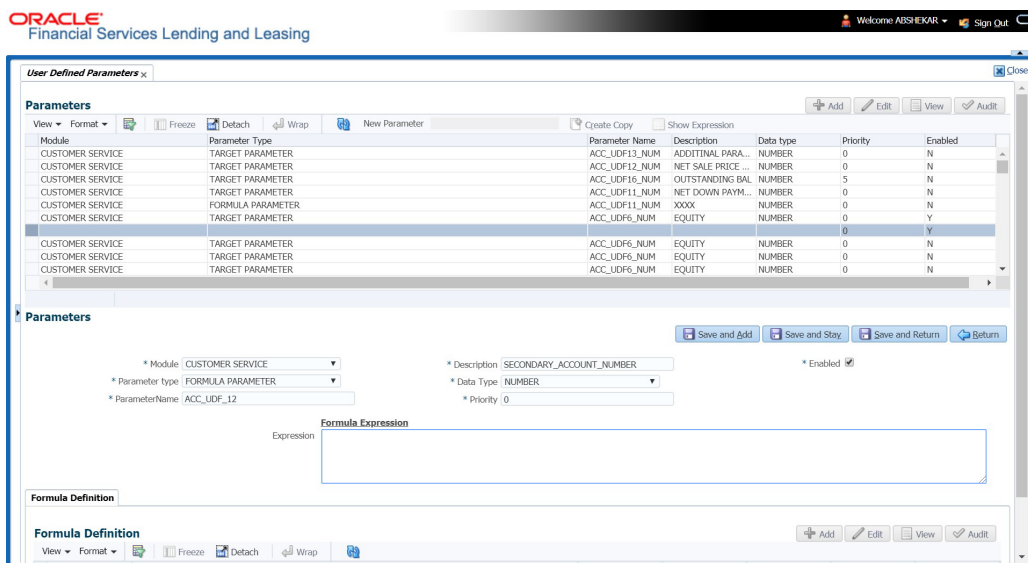 ORACLE
Financial Services Lending and Leasing
Welcome ABSHEKAR Sign Out
User Defined Parameters x
Close
Parameters
Add Edit View Audit
View Format Freeze Detach Wrap New Parameter Create Copy Show Expression
Module Parameter Type Parameter Name Description Data type Priority Enabled
CUSTOMER SERVICE TARGET PARAMETER ACC_UDF13_NUM ADDITINAL PARA... NUMBER 0 N
CUSTOMER SERVICE TARGET PARAMETER ACC_UDF12_NUM NET SALE PRICE ... NUMBER 0 N
CUSTOMER SERVICE TARGET PARAMETER ACC_UDF16_NUM OUTSTANDING BAL NUMBER 5 N
CUSTOMER SERVICE TARGET PARAMETER ACC_UDF11_NUM NET DOWN PAYM... NUMBER 0 N
CUSTOMER SERVICE FORMULA PARAMETER ACC_UDF11_NUM XXXX NUMBER 0 N
CUSTOMER SERVICE TARGET PARAMETER ACC_UDF6_NUM EQUITY NUMBER 0 Y
0 Y
CUSTOMER SERVICE TARGET PARAMETER ACC_UDF6_NUM EQUITY NUMBER 0 N
CUSTOMER SERVICE TARGET PARAMETER ACC_UDF6_NUM EQUITY NUMBER 0 N
CUSTOMER SERVICE TARGET PARAMETER ACC_UDF6_NUM EQUITY NUMBER 0 N
Parameters
Save and Add Save and Stay Save and Return Return
* Module CUSTOMER SERVICE * Description SECONDARY_ACCOUNT_NUMBER * Enabled
* Parameter type FORMULA PARAMETER * Data Type NUMBER
* ParameterName ACC_UDF_12 * Priority 0
Formula Expression
Expression
Formula Definition
Formula Definition
Add Edit View Audit
View Format Freeze Detach Wrap